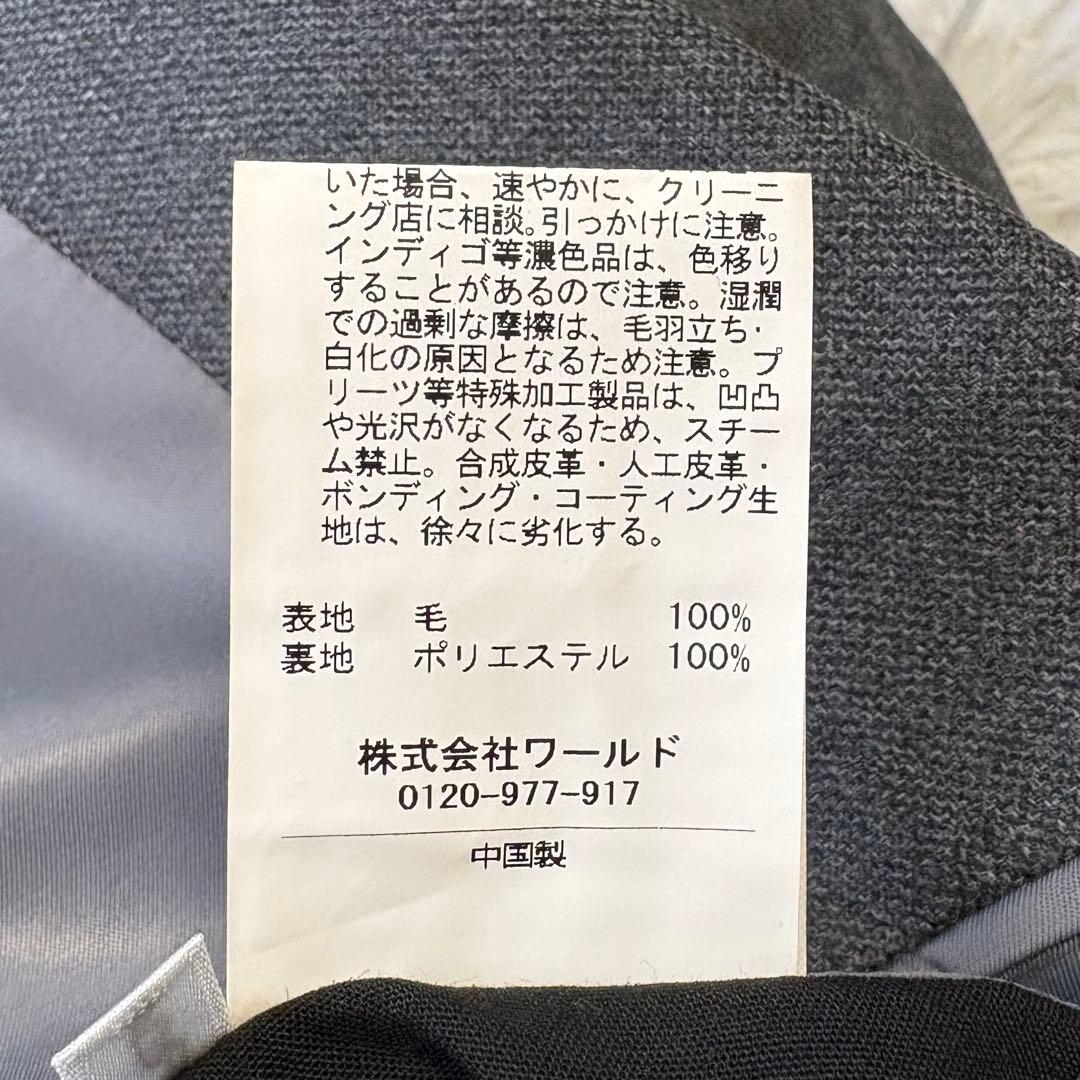 いた場合、速やかに、クリーニ
ング店に相談。引っかけに注意。
インディゴ等濃色品は、色移り
することがあるので注意。湿潤
での過剰な摩擦は、毛羽立ち・
白化の原因となるため注意。プ
リーツ等特殊加工製品は、凹凸
や光沢がなくなるため、スチー
ム禁止。合成皮革・人工皮革・
ボンディング・コーティング生
地は、徐々に劣化する。
表地 毛 100%
裏地 ポリエステル 100%
株式会社ワールド
0120-977-917
中国製